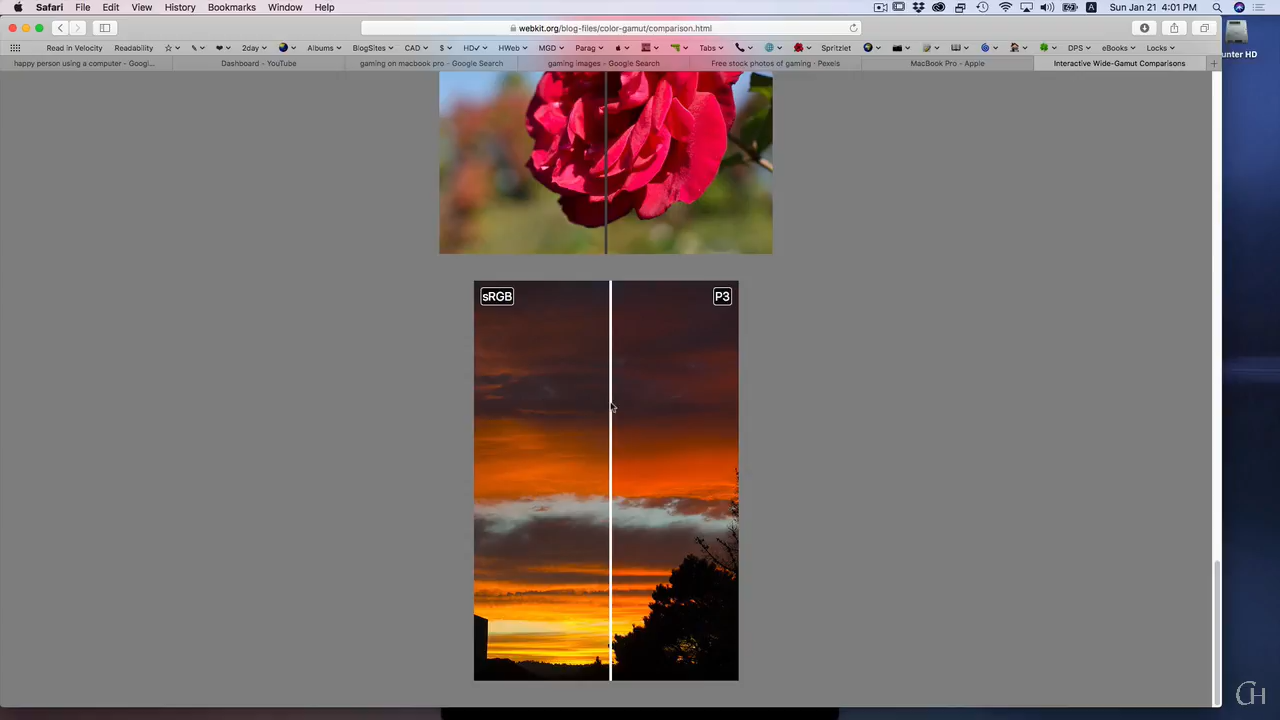 Safari File Edit View History Bookmarks Window Help Sun Jan 21 4:01 PM
webkit.org/blog-files/color-gamut/comparison.html
Read in Velocity Readability 2day Albums BlogSites CAD $ HD✓ HWeb MGD Parag Tabs Spritzlet DPS eBooks Locks
unter HD
happy person using a computer - Googl... Dashboard - YouTube gaming on macbook pro - Google Search gaming images - Google Search Free stock photos of gaming · Pexels MacBook Pro - Apple Interactive Wide-Gamut Comparisons
sRGB P3